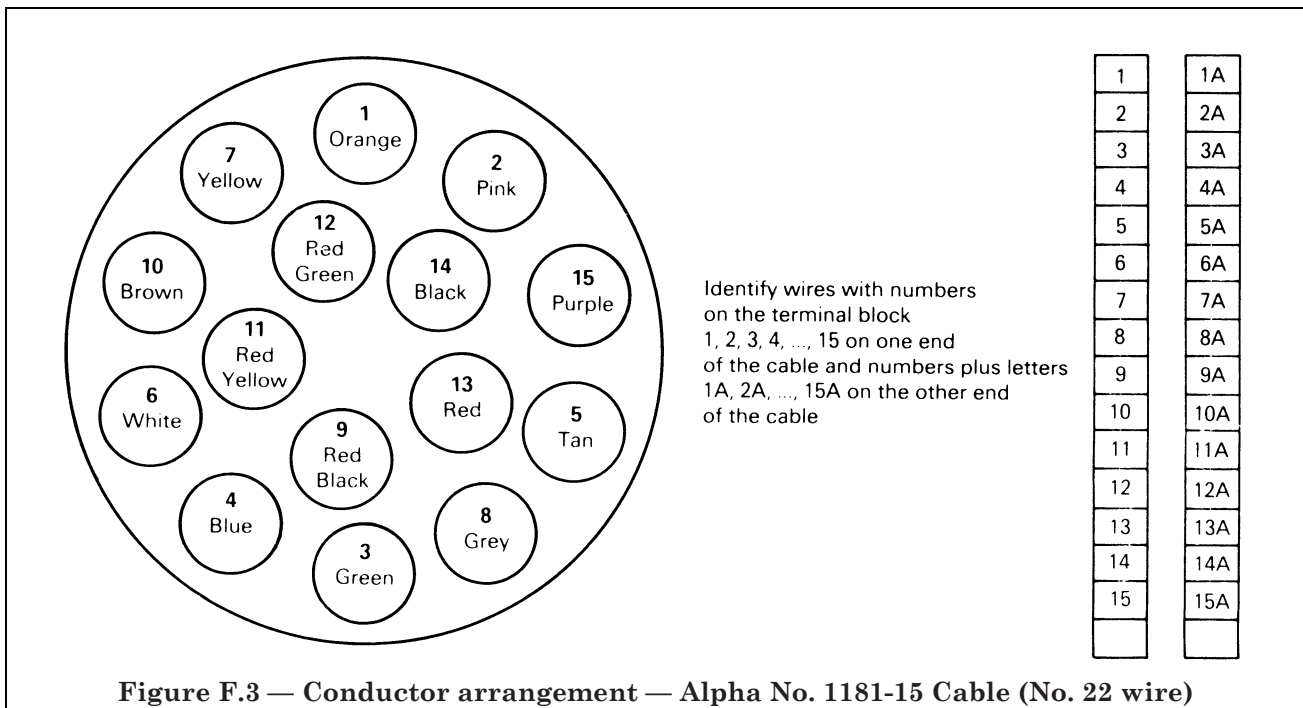 1
Orange
7
Yellow
2
Pink
12
Red
Green
10
Brown
14
Black
15
Purple
11
Red
Yellow
6
White
13
Red
5
Tan
9
Red
Black
4
Blue
8
Grey
3
Green
Identify wires with numbers
on the terminal block
1, 2, 3, 4, ..., 15 on one end
of the cable and numbers plus letters
1A, 2A, ..., 15A on the other end
of the cable
1 1A
2 2A
3 3A
4 4A
5 5A
6 6A
7 7A
8 8A
9 9A
10 10A
11 11A
12 12A
13 13A
14 14A
15 15A
Figure F.3 — Conductor arrangement — Alpha No. 1181-15 Cable (No. 22 wire)